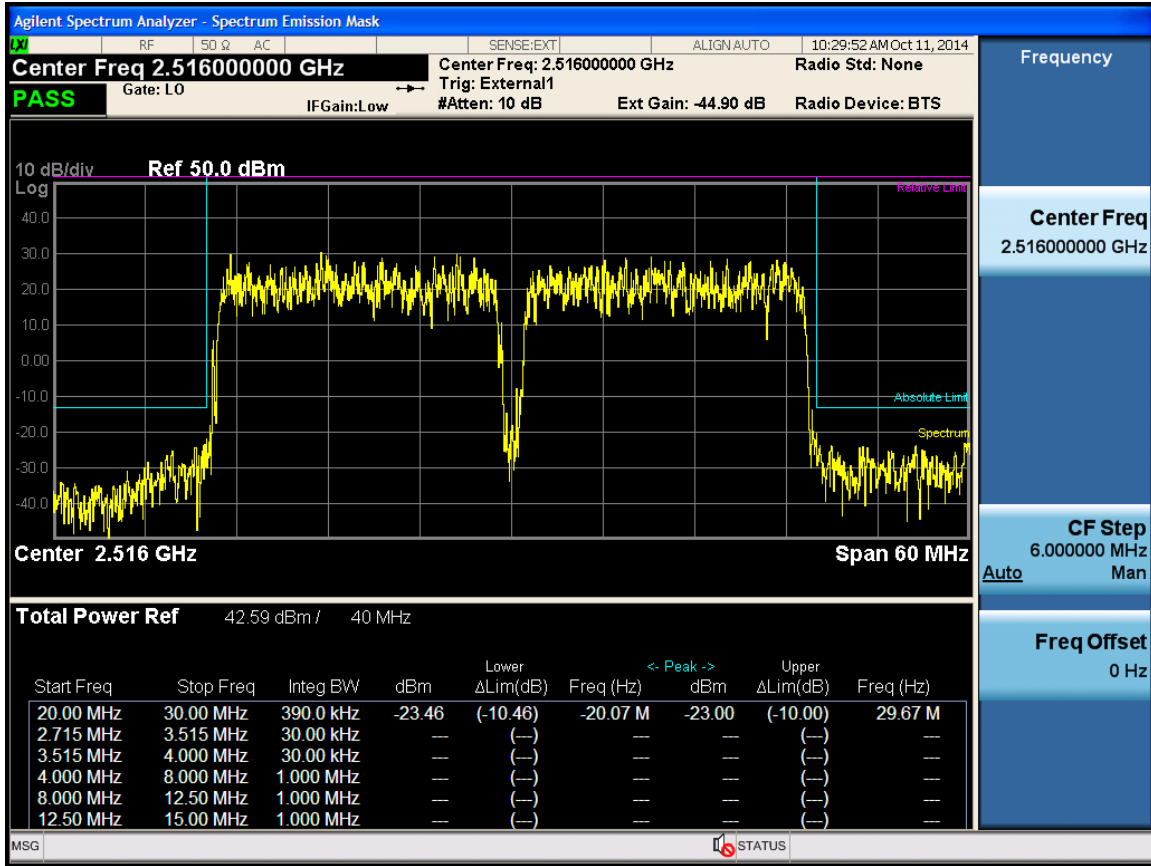 Agilent Spectrum Analyzer - Spectrum Emission Mask
LXI RF 50 Ω AC SENSE:EXT ALIGN AUTO 10:29:52 AM Oct 11, 2014
Center Freq 2.516000000 GHz
Center Freq: 2.516000000 GHz
Radio Std: None
PASS
Gate: LO
Trig: External1
IFGain:Low
#Atten: 10 dB
Ext Gain: -44.90 dB
Radio Device: BTS
10 dB/div
Ref 50.0 dBm
Log
Relative Limit
40.0
30.0
20.0
10.0
0.00
-10.0
Absolute Limit
-20.0
Spectrum
-30.0
-40.0
Center 2.516 GHz
Span 60 MHz
Total Power Ref 42.59 dBm / 40 MHz
Lower <- Peak -> Upper
Start Freq Stop Freq Integ BW dBm ΔLim(dB) Freq (Hz) dBm ΔLim(dB) Freq (Hz)
20.00 MHz 30.00 MHz 390.0 kHz -23.46 (-10.46) -20.07 M -23.00 (-10.00) 29.67 M
2.715 MHz 3.515 MHz 30.00 kHz --- (---) --- --- (---) ---
3.515 MHz 4.000 MHz 30.00 kHz --- (---) --- --- (---) ---
4.000 MHz 8.000 MHz 1.000 MHz --- (---) --- --- (---) ---
8.000 MHz 12.50 MHz 1.000 MHz --- (---) --- --- (---) ---
12.50 MHz 15.00 MHz 1.000 MHz --- (---) --- --- (---) ---
MSG
STATUS
Frequency
Center Freq
2.516000000 GHz
CF Step
6.000000 MHz
Auto Man
Freq Offset
0 Hz